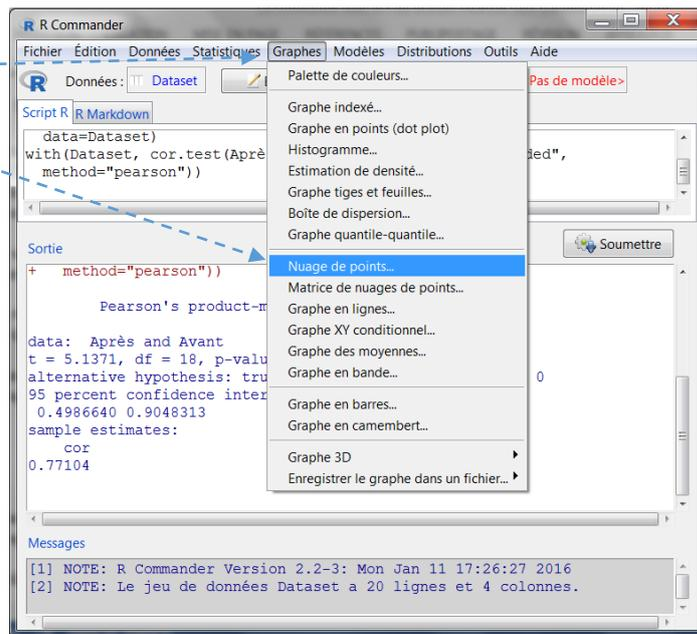 R Commander
Fichier Édition Données Statistiques Graphes Modèles Distributions Outils Aide
Données : Dataset Pas de modèle>
Script R R Markdown
data=Dataset)
with(Dataset, cor.test(Aprè ded",
method="pearson"))
Palette de couleurs...
Graphe indexé...
Graphe en points (dot plot)
Histogramme...
Estimation de densité...
Graphe tiges et feuilles...
Boîte de dispersion...
Graphe quantile-quantile...
Nuage de points...
Matrice de nuages de points...
Graphe en lignes...
Graphe XY conditionnel...
Graphe des moyennes...
Graphe en bande...
Graphe en barres...
Graphe en camembert...
Graphe 3D
Enregistrer le graphe dans un fichier...
Soumettre
Sortie
+ method="pearson"))
Pearson's product-m
data: Après and Avant
t = 5.1371, df = 18, p-valu
alternative hypothesis: tru 0
95 percent confidence inter
0.4986640 0.9048313
sample estimates:
cor
0.77104
Messages
[1] NOTE: R Commander Version 2.2-3: Mon Jan 11 17:26:27 2016
[2] NOTE: Le jeu de données Dataset a 20 lignes et 4 colonnes.